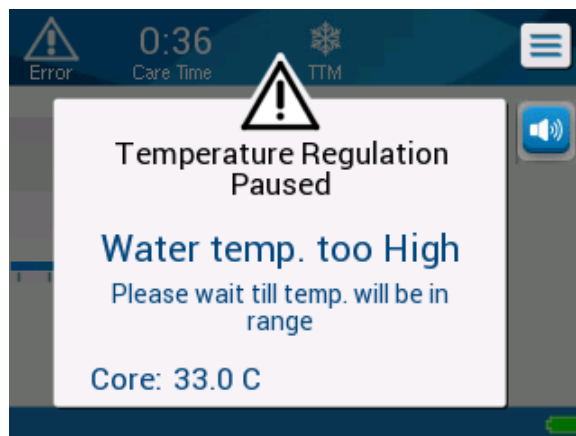 0:36
Error
Care Time
TTM
Temperature Regulation
Paused
Water temp. too High
Please wait till temp. will be in
range
Core: 33.0 C